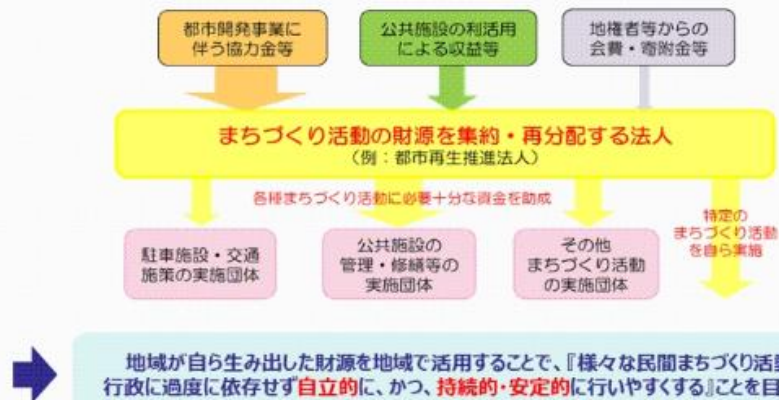 都市開発事業に
伴う協力金等
公共施設の利活用
による収益等
地権者等からの
会費・寄附金等
まちづくり活動の財源を集約・再分配する法人
（例：都市再生推進法人）
各種まちづくり活動に必要十分な資金を助成
特定の
まちづくり活動
を自ら実施
駐車施設・交通
施策の実施団体
公共施設の
管理・修繕等の
実施団体
その他
まちづくり活動
の実施団体
地域が自ら生み出した財源を地域で活用することで、『様々な民間まちづくり活
行政に過度に依存せず自立的に、かつ、持続的・安定的に行いやすくする』ことを目